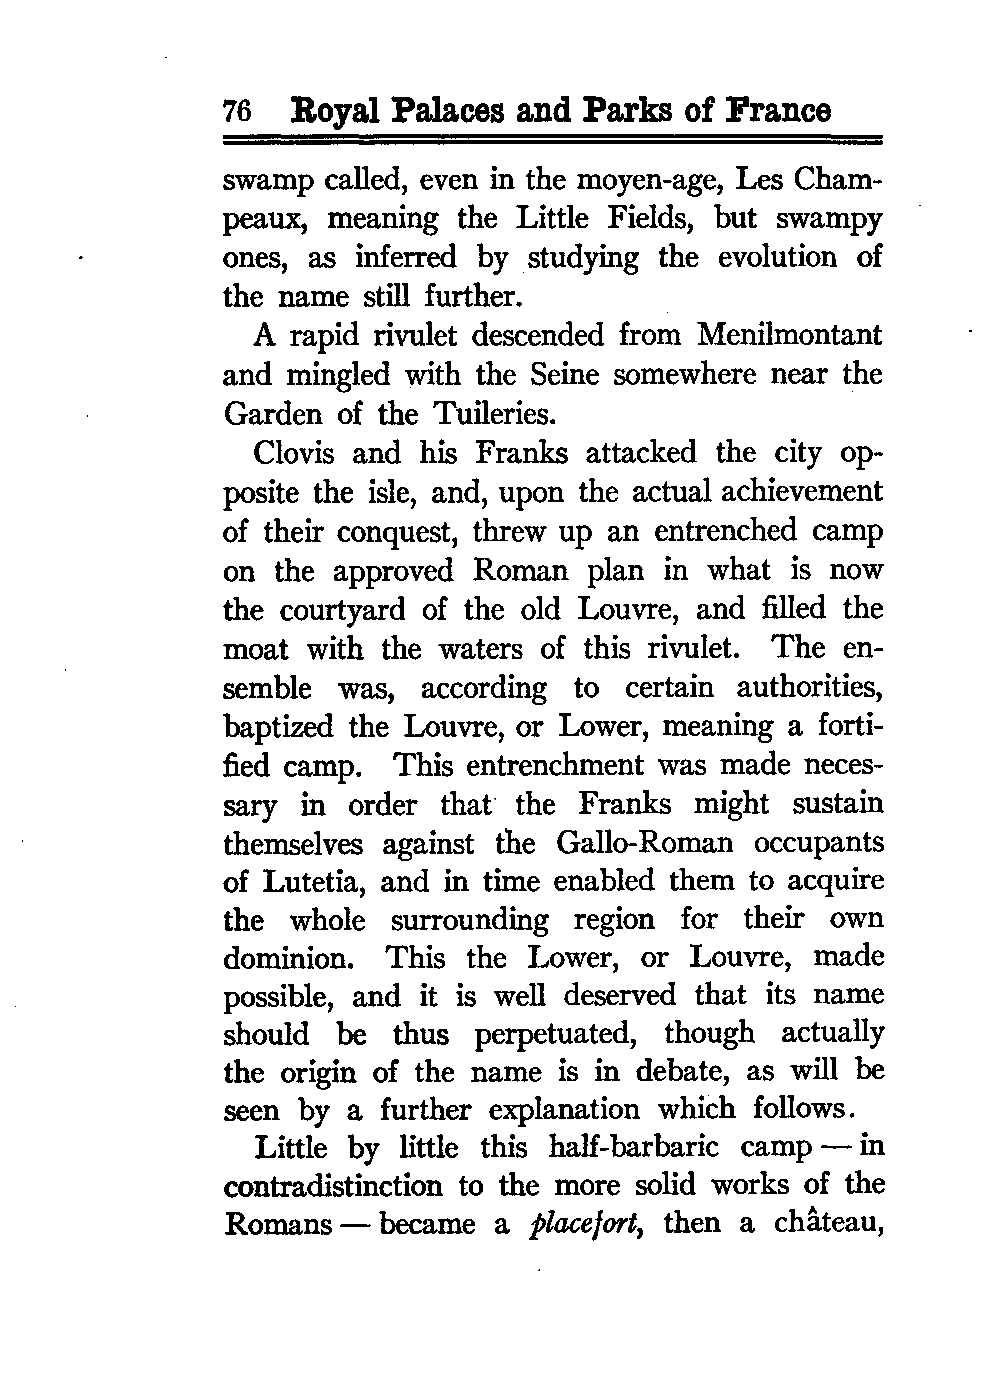 76 Royal Palaces and Parks of France
swamp called, even in the moyen-age, Les Cham-
peaux, meaning the Little Fields, but swampy
ones, as inferred by studying the evolution of
the name still further.
A rapid rivulet descended from Menilmontant
and mingled with the Seine somewhere near the
Garden of the Tuileries.
Clovis and his Franks attacked the city op-
posite the isle, and, upon the actual achievement
of their conquest, threw up an entrenched camp
on the approved Roman plan in what is now
the courtyard of the old Louvre, and filled the
moat with the waters of this rivulet. The en-
semble was, according to certain authorities,
baptized the Louvre, or Lower, meaning a forti-
fied camp. This entrenchment was made neces-
sary in order that the Franks might sustain
themselves against the Gallo-Roman occupants
of Lutetia, and in time enabled them to acquire
the whole surrounding region for their own
dominion. This the Lower, or Louvre, made
possible, and it is well deserved that its name
should be thus perpetuated, though actually
the origin of the name is in debate, as will be
seen by a further explanation which follows.
Little by little this half-barbaric camp — in
contradistinction to the more solid works of the
Romans — became a placefort, then a château,